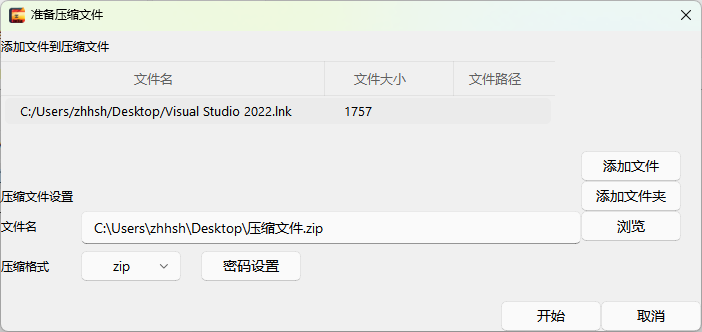 准备压缩文件
添加文件到压缩文件
文件名 文件大小 文件路径
C:/Users/zhhsh/Desktop/Visual Studio 2022.lnk 1757
添加文件
压缩文件设置 添加文件夹
文件名 C:\Users\zhhsh\Desktop\压缩文件.zip 浏览
压缩格式 zip 密码设置
开始 取消